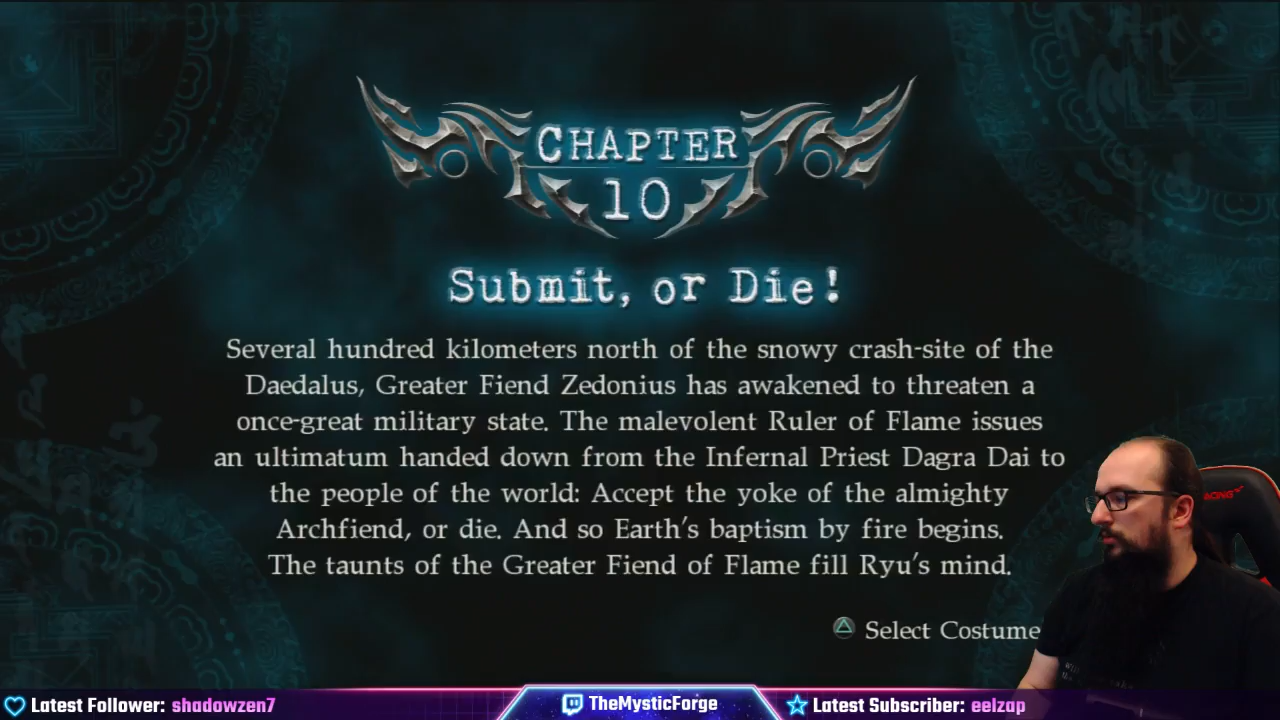 CHAPTER
10
Submit, or Die!
Several hundred kilometers north of the snowy crash-site of the
Daedalus, Greater Fiend Zedonius has awakened to threaten a
once-great military state. The malevolent Ruler of Flame issues
an ultimatum handed down from the Infernal Priest Dagra Dai to
the people of the world: Accept the yoke of the almighty
Archfiend, or die. And so Earth's baptism by fire begins.
The taunts of the Greater Fiend of Flame fill Ryu's mind.
Select Costume
Latest Follower: shadowzen7
TheMysticForge
Latest Subscriber: eelzap